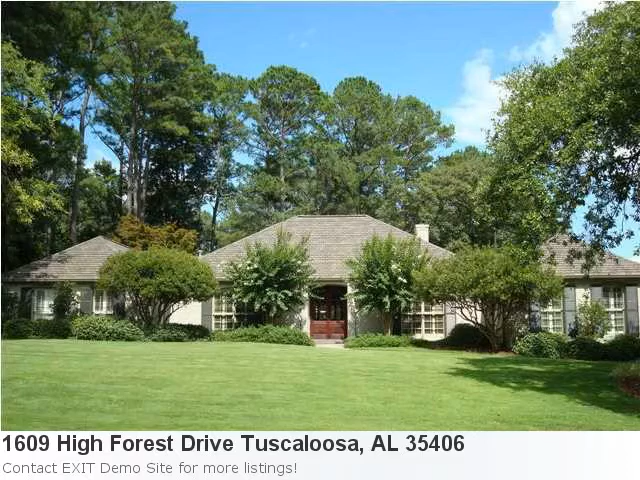 1609 High Forest Drive Tuscaloosa, AL 35406
Contact EXIT Demo Site for more listings!